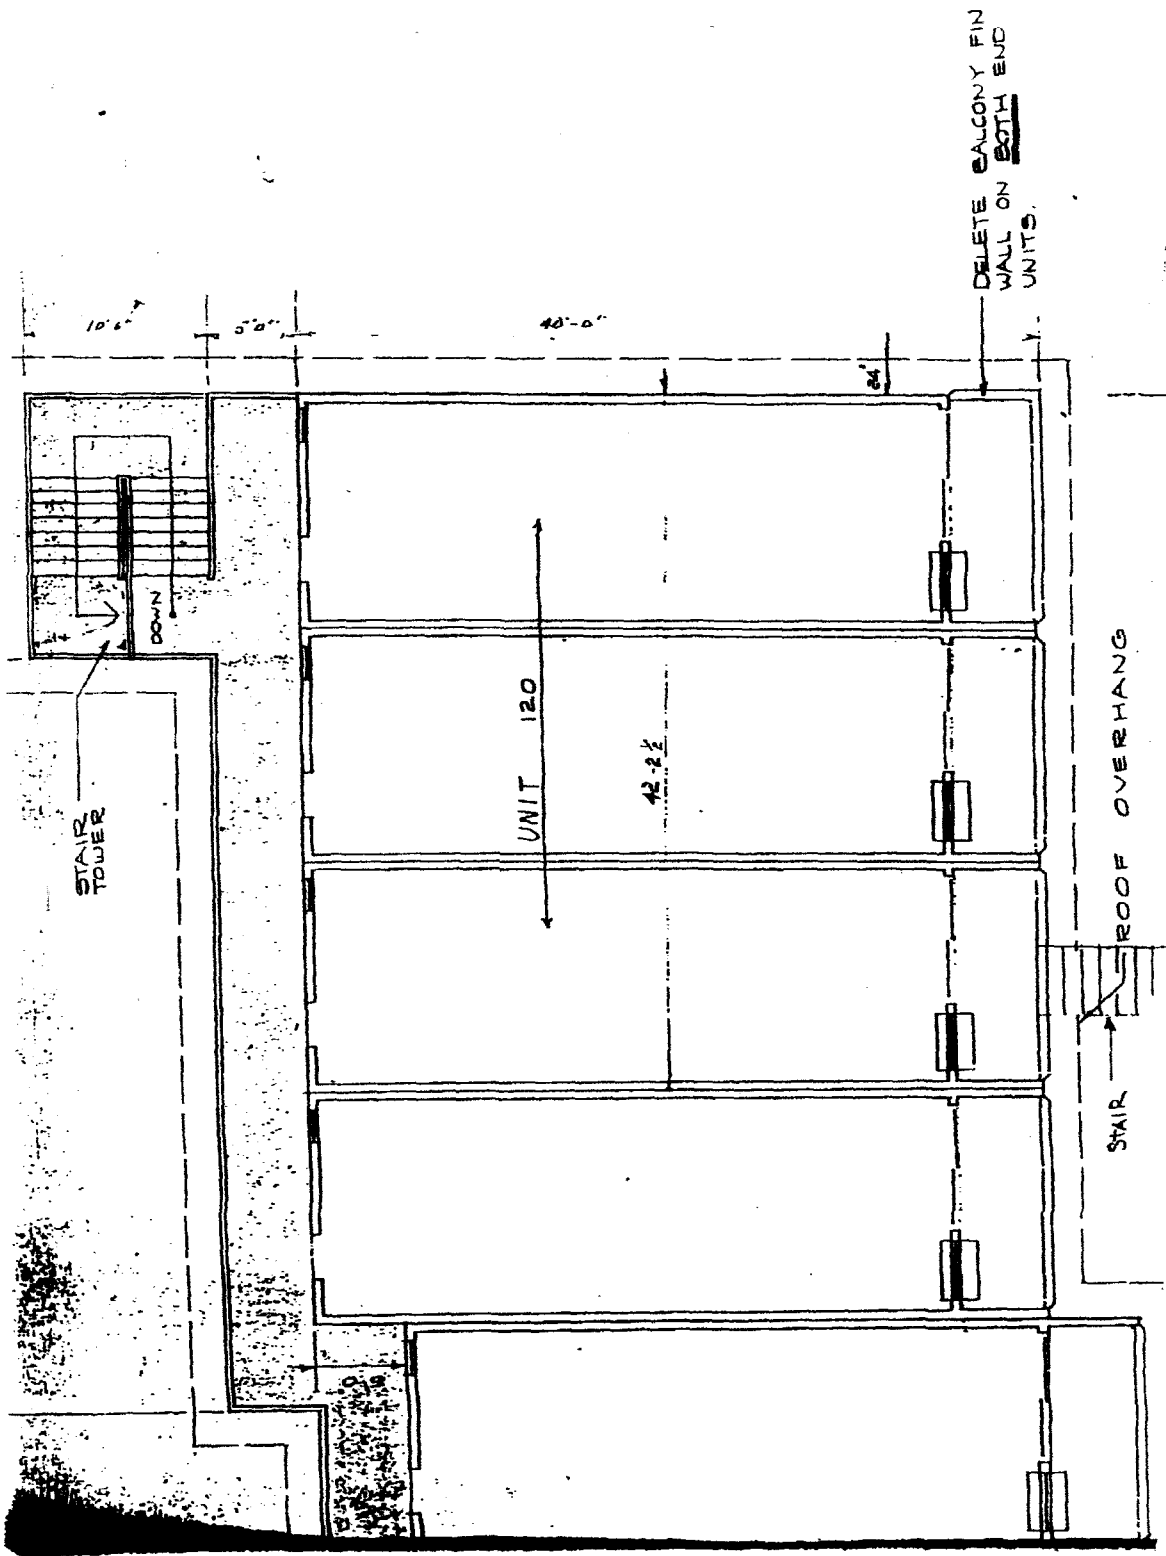 DELETE BALCONY FIN
WALL ON BOTH END
UNITS.
10'6"
5'0"
40'-0"
24'
STAIR
TOWER
DOWN
UNIT 120
42-2½
ROOF OVERHANG
STAIR